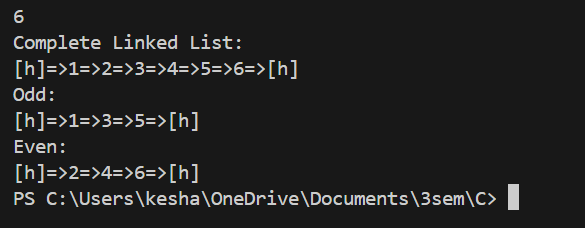 6
Complete Linked List:
[h]=>1=>2=>3=>4=>5=>6=>[h]
Odd:
[h]=>1=>3=>5=>[h]
Even:
[h]=>2=>4=>6=>[h]
PS C:\Users\kesha\OneDrive\Documents\3sem\C>